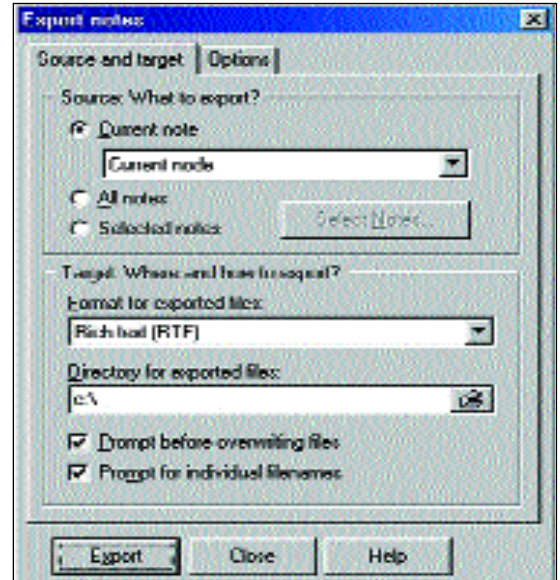 Export notes
Source and target Options
Source: What to export?
Current note
Current node
All notes
Selected notes
Select Notes...
Target: Where and how to export?
Format for exported files:
Rich text (RTF)
Directory for exported files:
c:\
Prompt before overwriting files
Prompt for individual filenames
Export Close Help